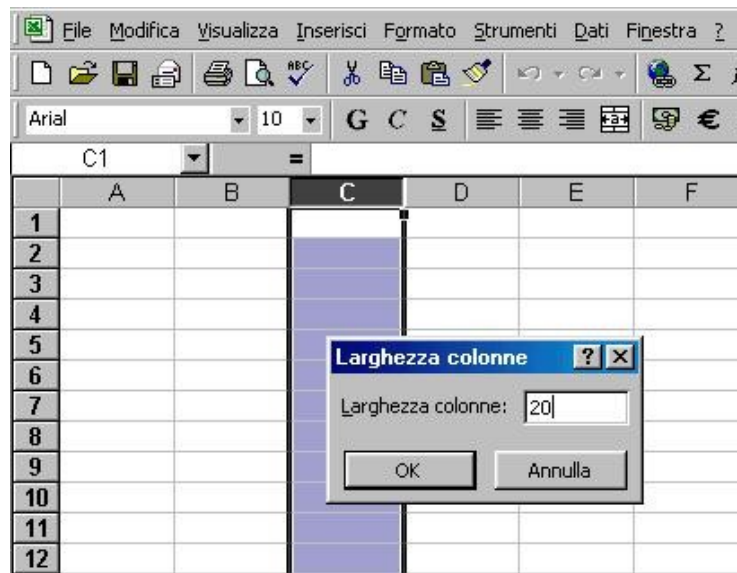 File Modifica Visualizza Inserisci Formato Strumenti Dati Finestra ?
ABC Σ
Arial 10 G C S a €
C1 =
A B C D E F
1
2
3
4
5
6
7
8
9
10
11
12
Larghezza colonne ? X
Larghezza colonne: 20
OK Annulla